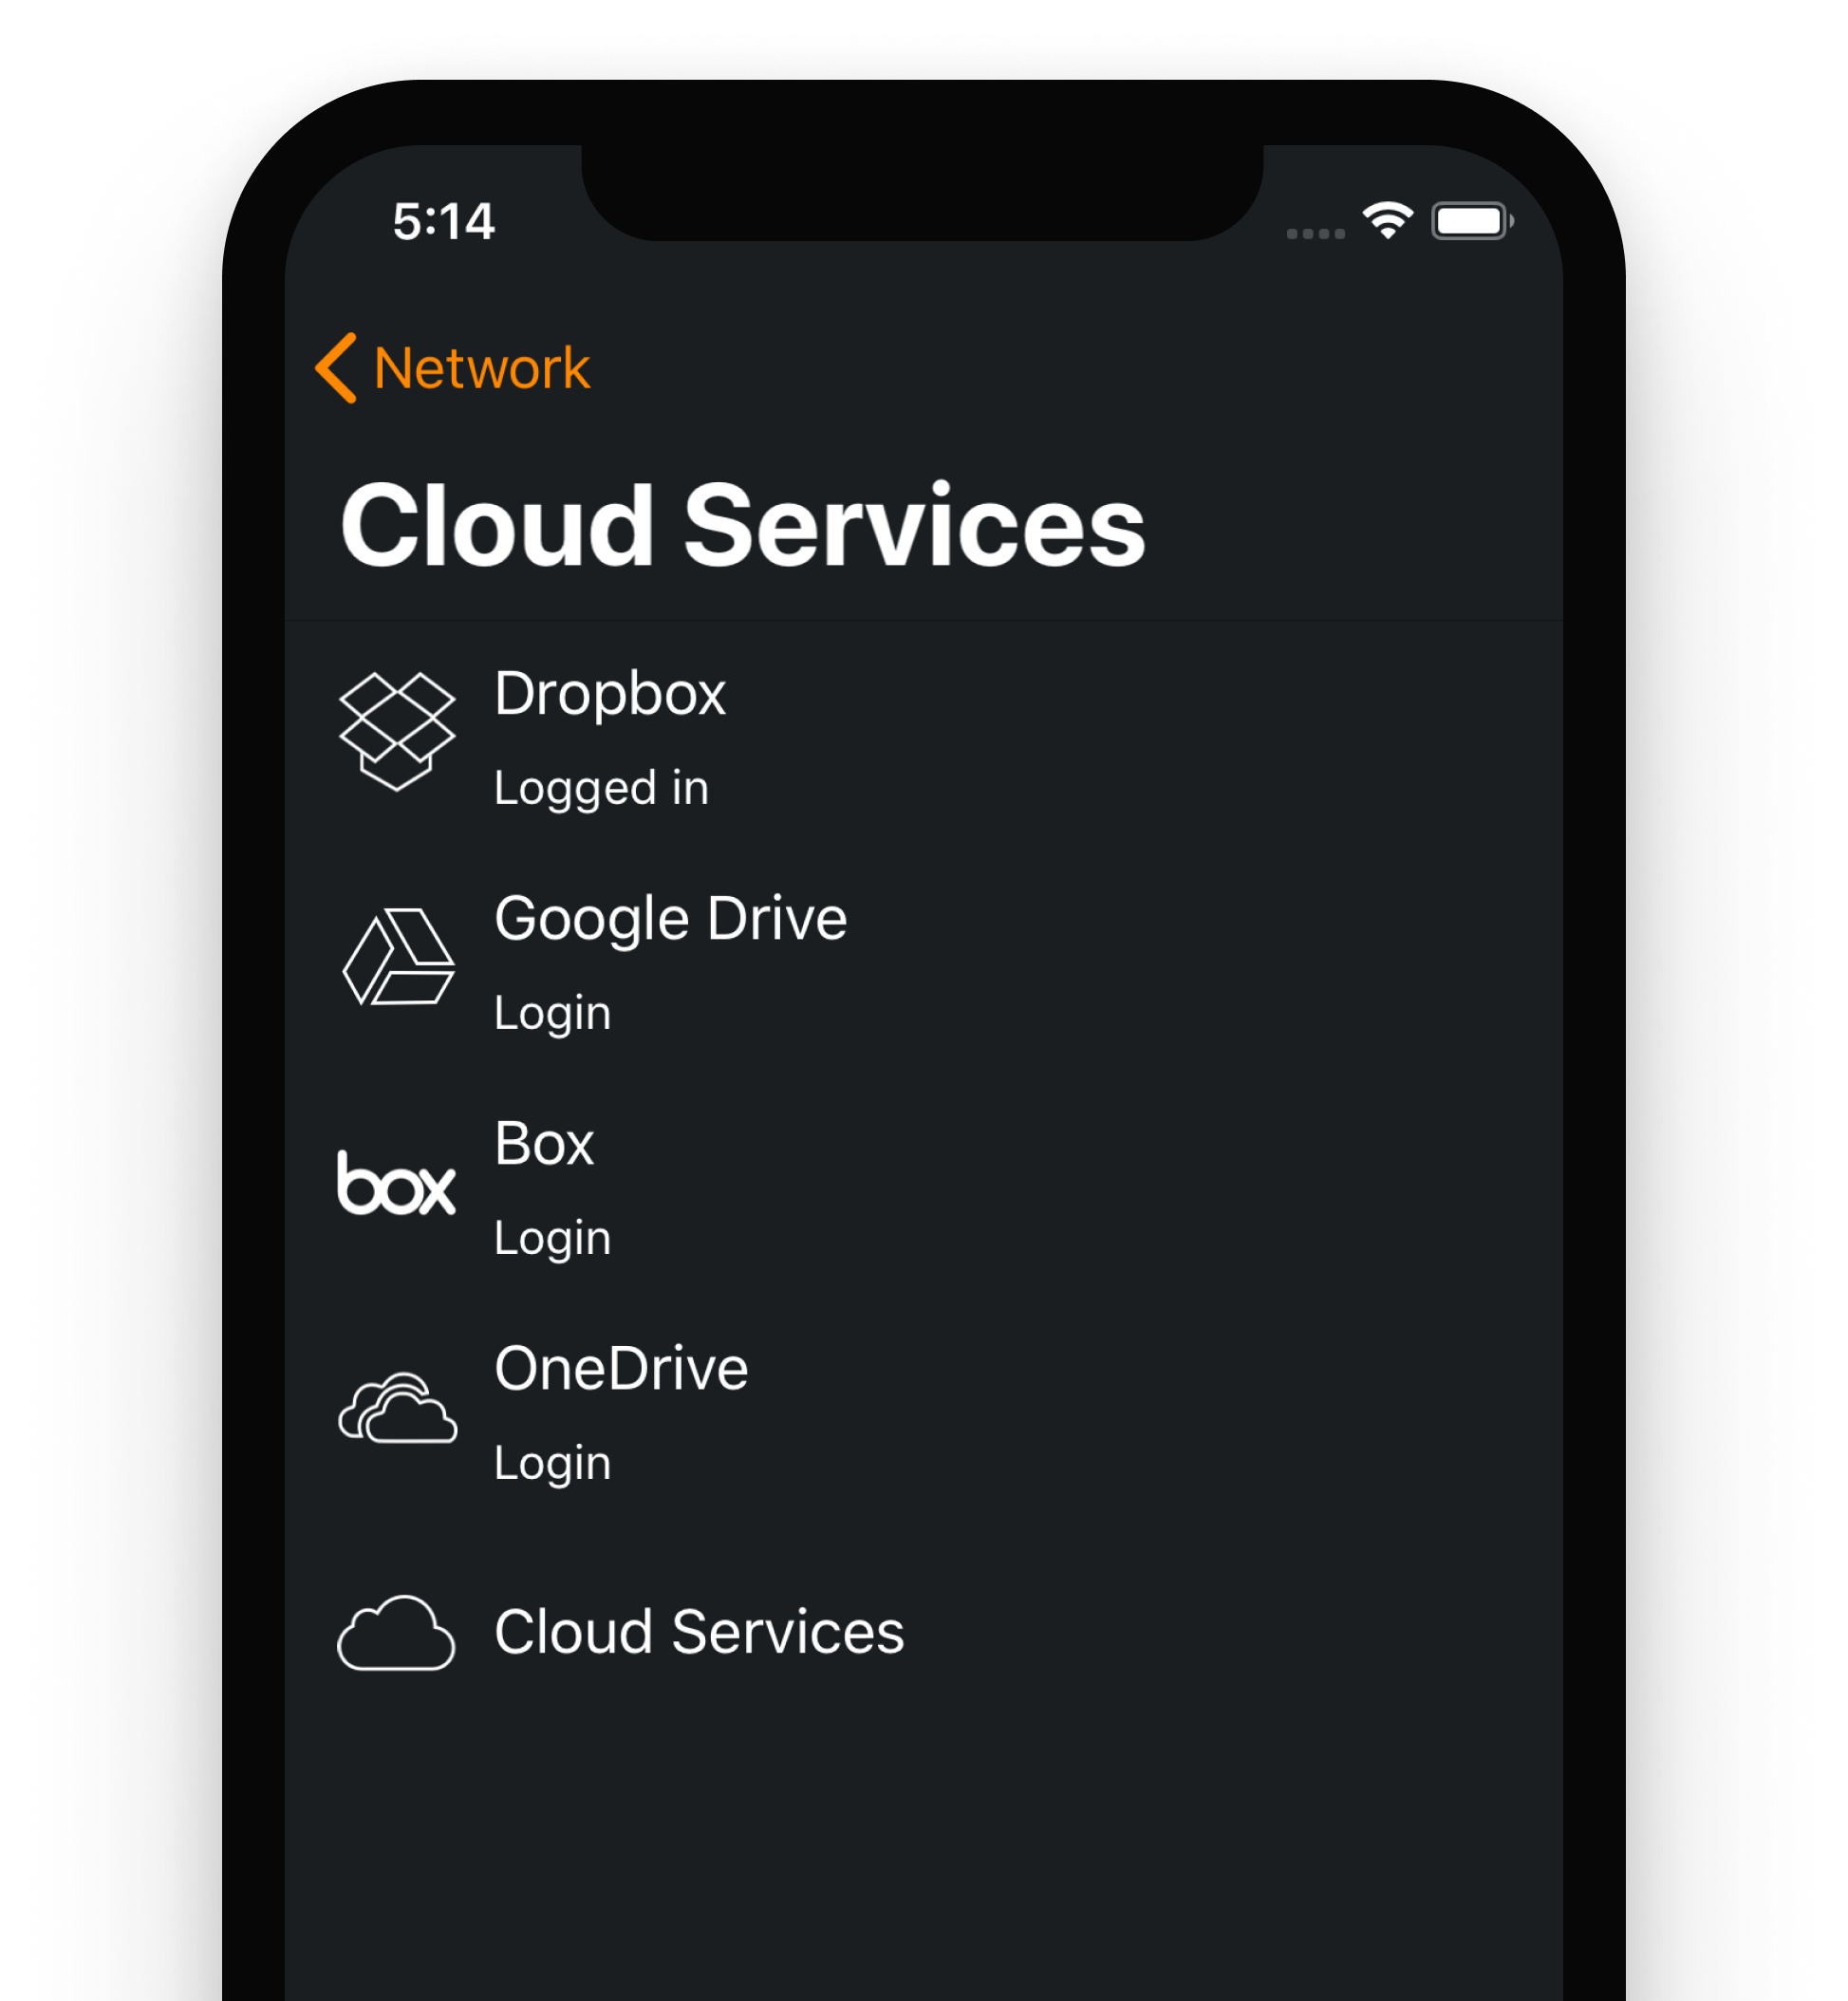 5:14
Network
Cloud Services
Dropbox
Logged in
Google Drive
Login
box
Box
Login
OneDrive
Login
Cloud Services